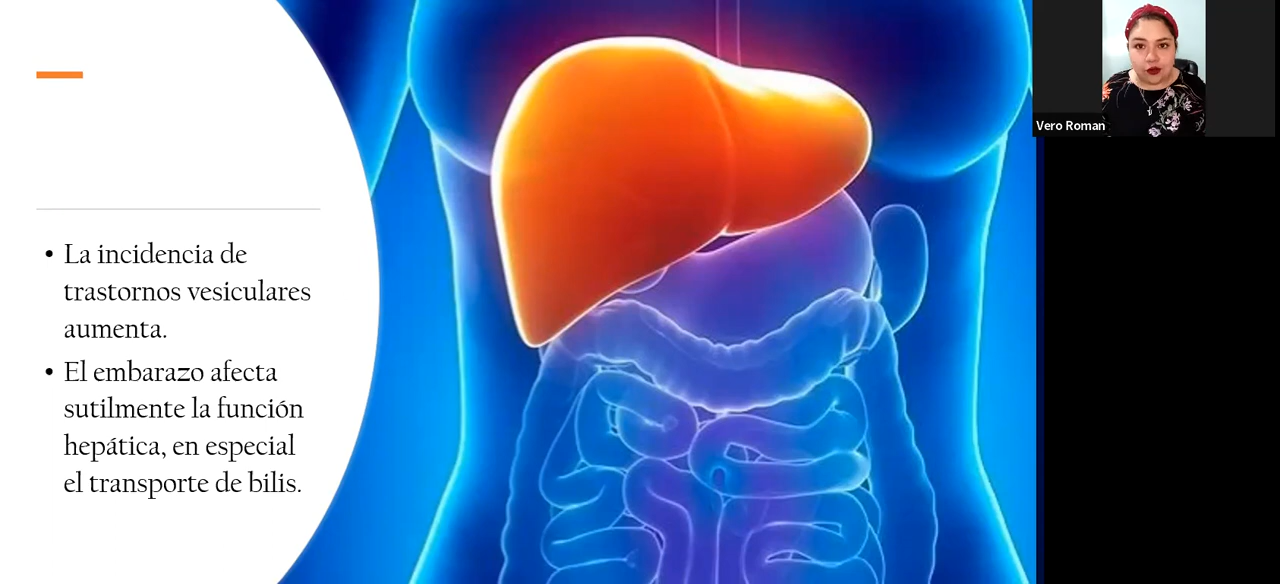 • La incidencia de
trastornos vesiculares
aumenta.
• El embarazo afecta
sutilmente la función
hepática, en especial
el transporte de bilis.
Vero Roman